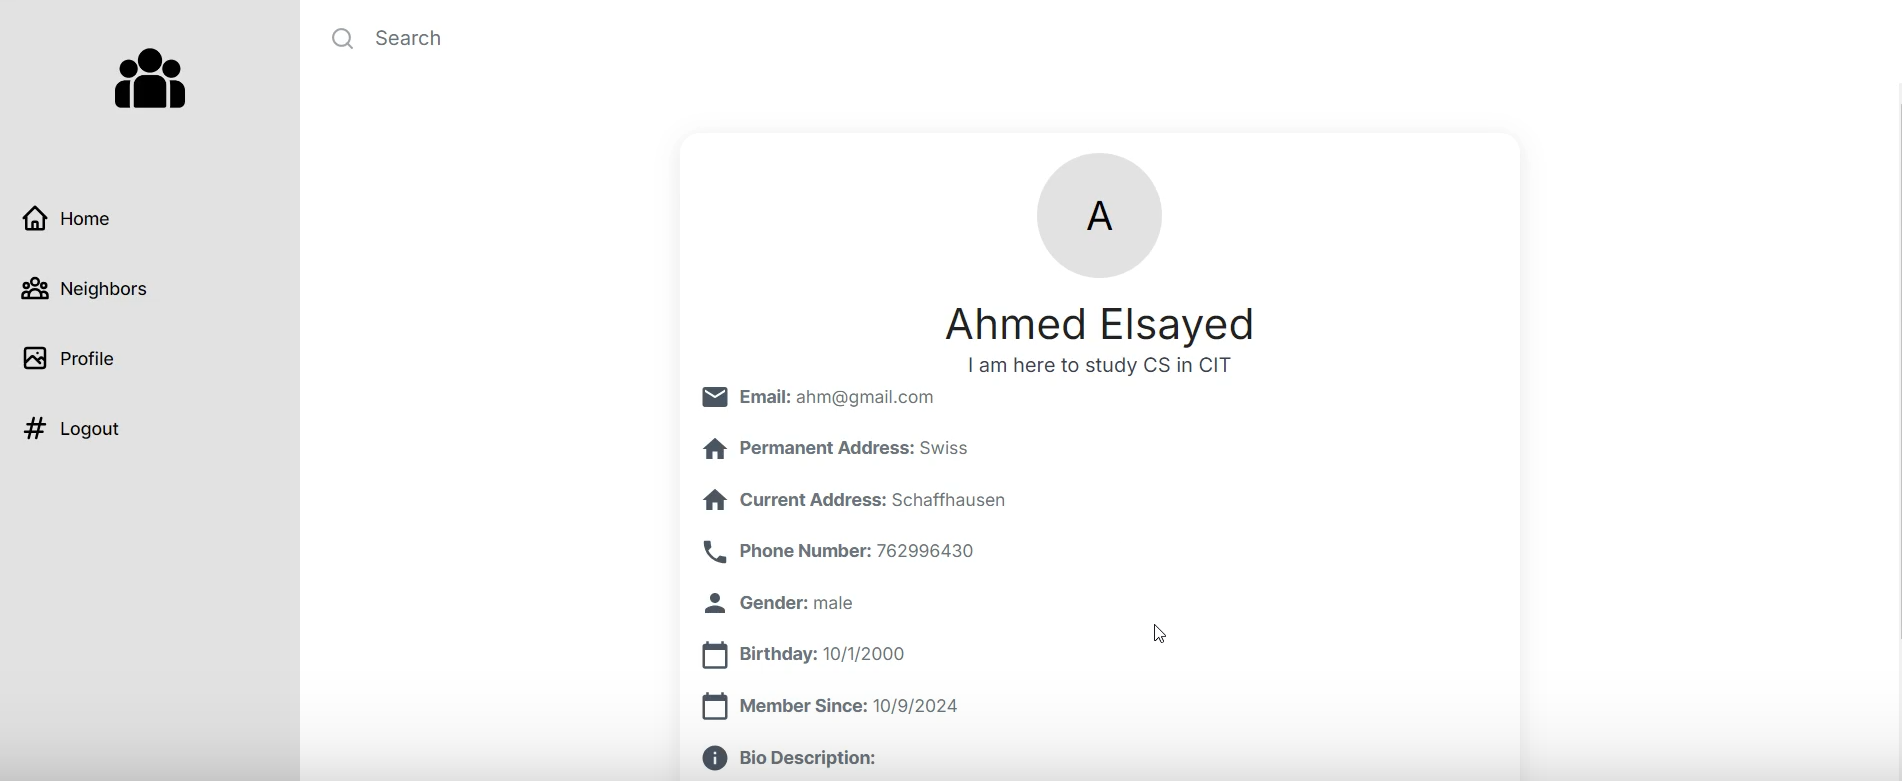 Search
Home
Neighbors
Profile
Logout
A
Ahmed Elsayed
I am here to study CS in CIT
Email: ahm@gmail.com
Permanent Address: Swiss
Current Address: Schaffhausen
Phone Number: 762996430
Gender: male
Birthday: 10/1/2000
Member Since: 10/9/2024
Bio Description: